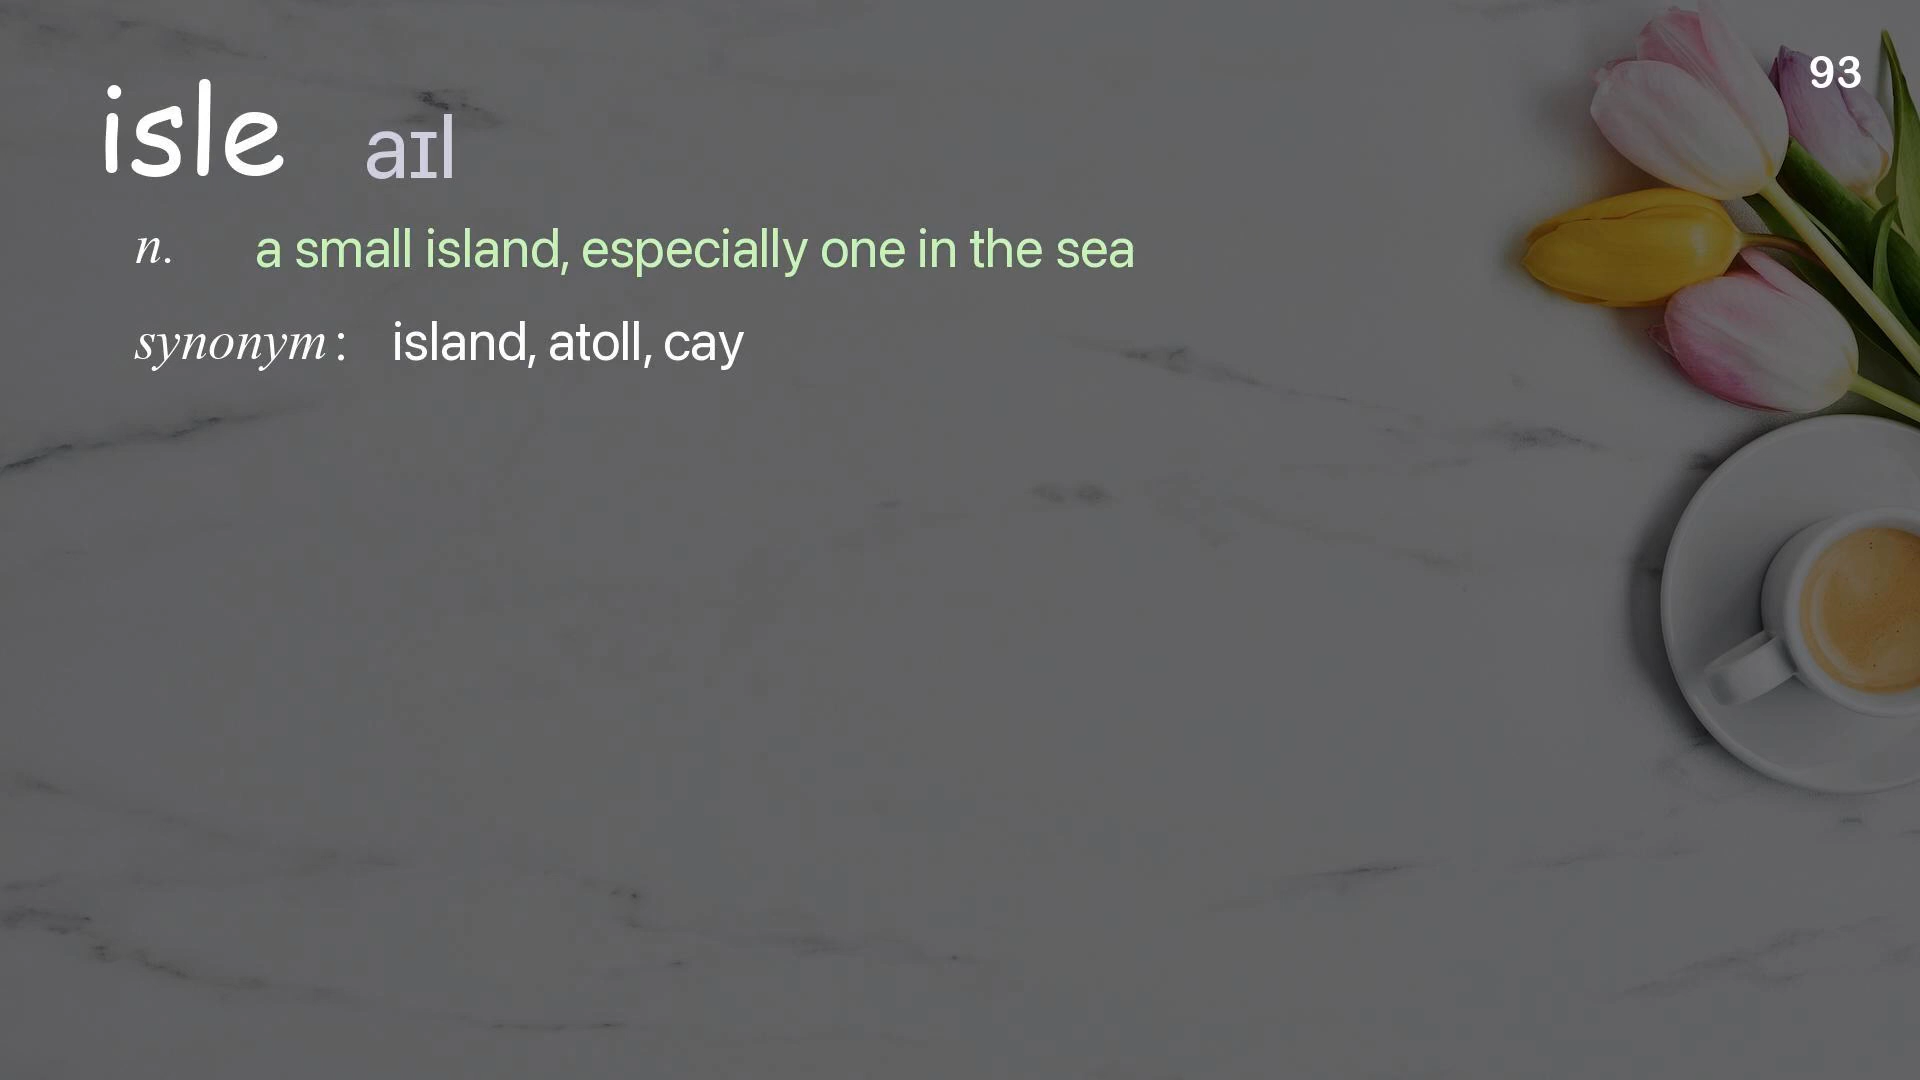 93
isle aɪl
n. a small island, especially one in the sea
synonym: island, atoll, cay